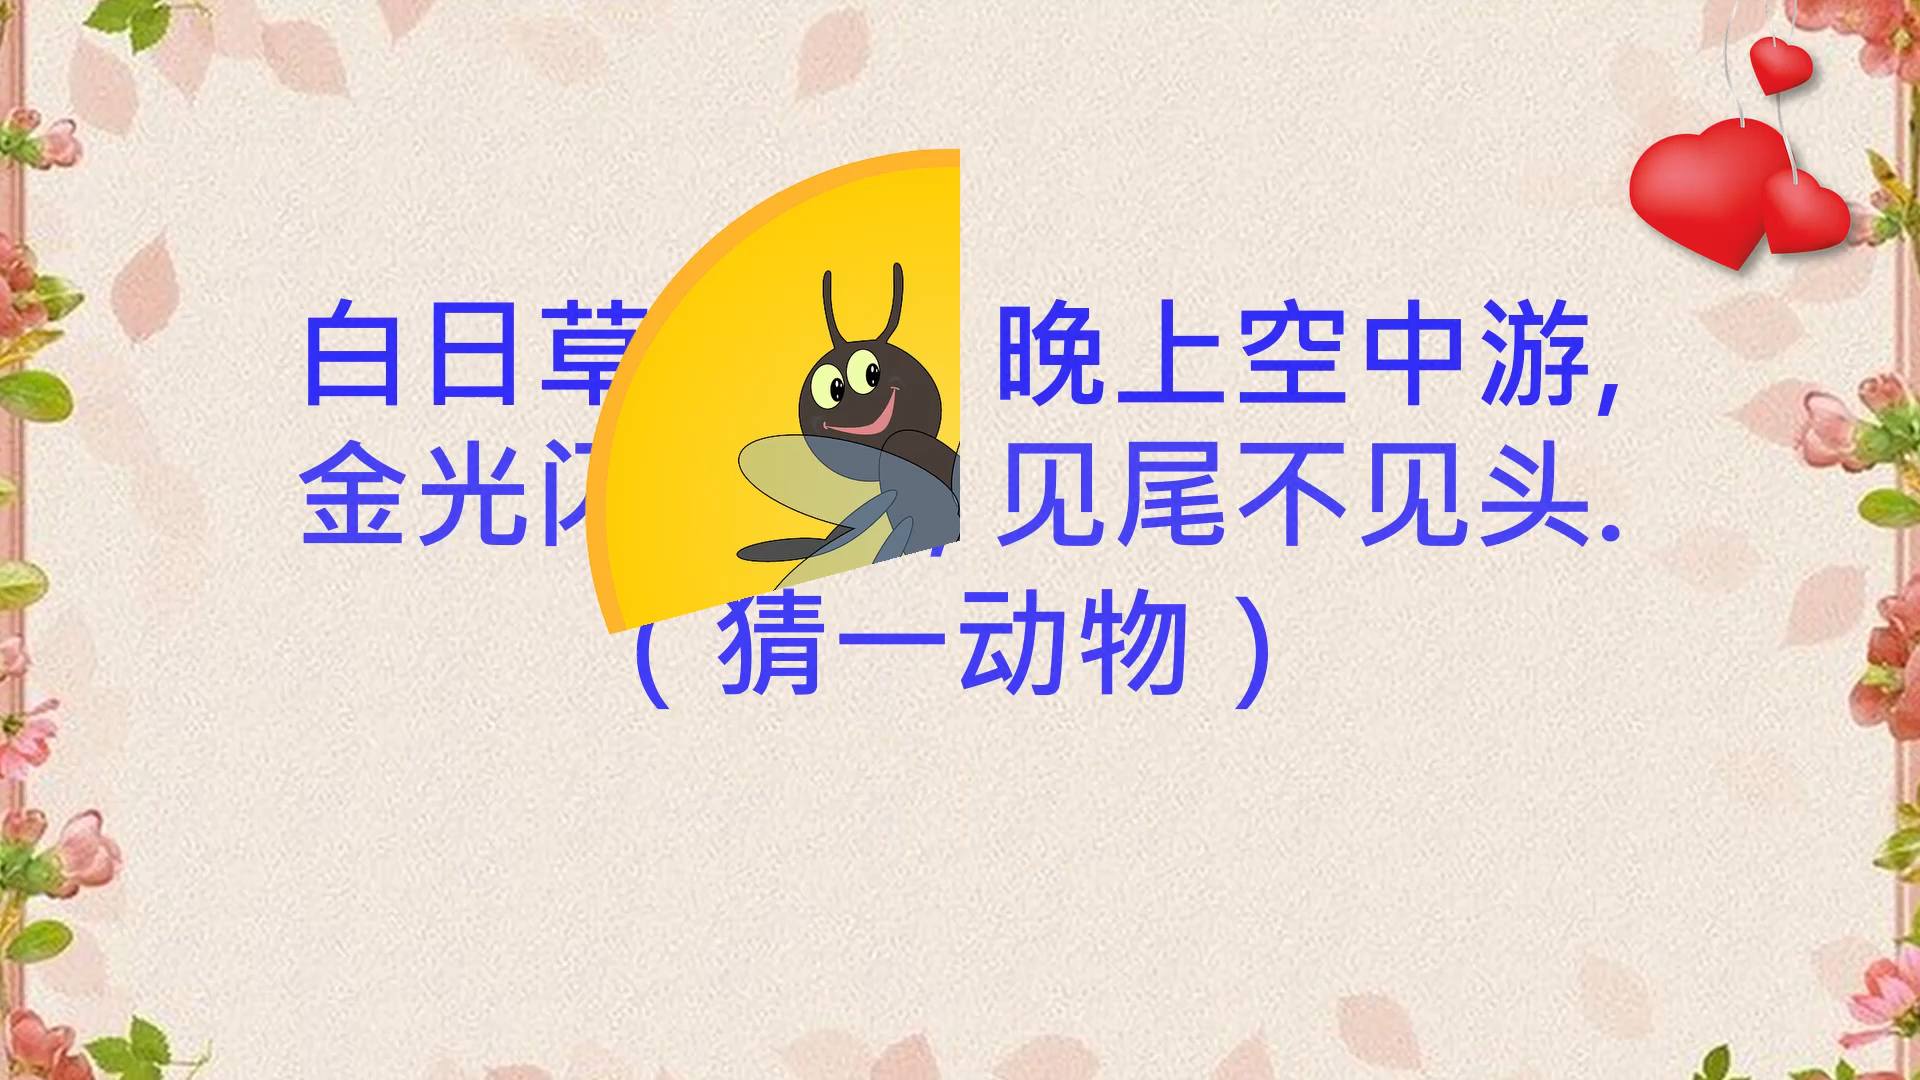 白日草 晚上空中游,
金光闪 , 见尾不见头.
(猜一动物)